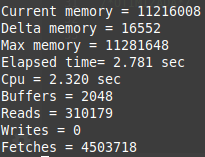 Current memory = 11216008
Delta memory = 16552
Max memory = 11281648
Elapsed time= 2.781 sec
Cpu = 2.320 sec
Buffers = 2048
Reads = 310179
Writes = 0
Fetches = 4503718